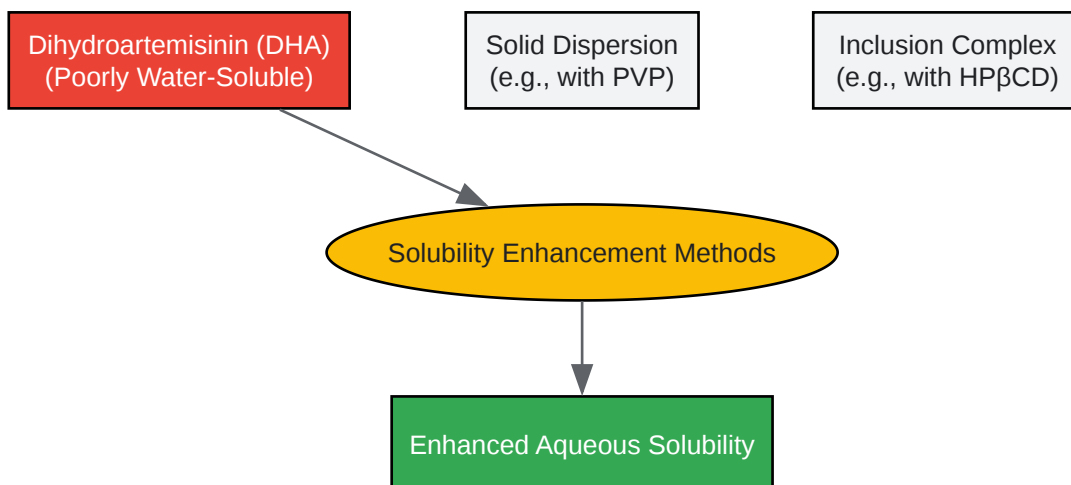 Dihydroartemisinin (DHA)
(Poorly Water-Soluble)
Solid Dispersion
(e.g., with PVP)
Inclusion Complex
(e.g., with HPβCD)
Solubility Enhancement Methods
Enhanced Aqueous Solubility